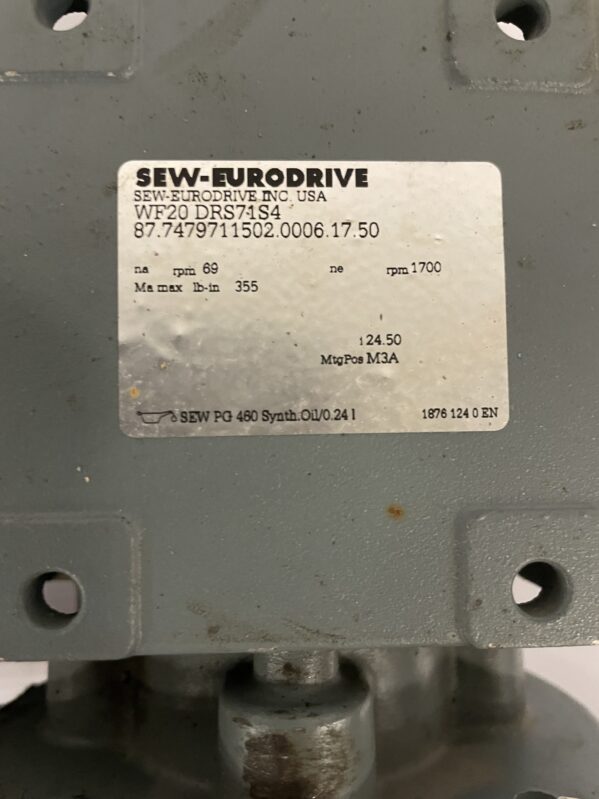 SEW-EURODRIVE
SEW-EURODRIVE INC. USA
WF20 DRS71S4
87.7479711502.0006.17.50
na rpm 69 ne rpm 1700
Ma max lb-in 355
i 24.50
MtgPos M3A
SEW PG 460 Synth.Oil/0.24 l 1876 124 0 EN